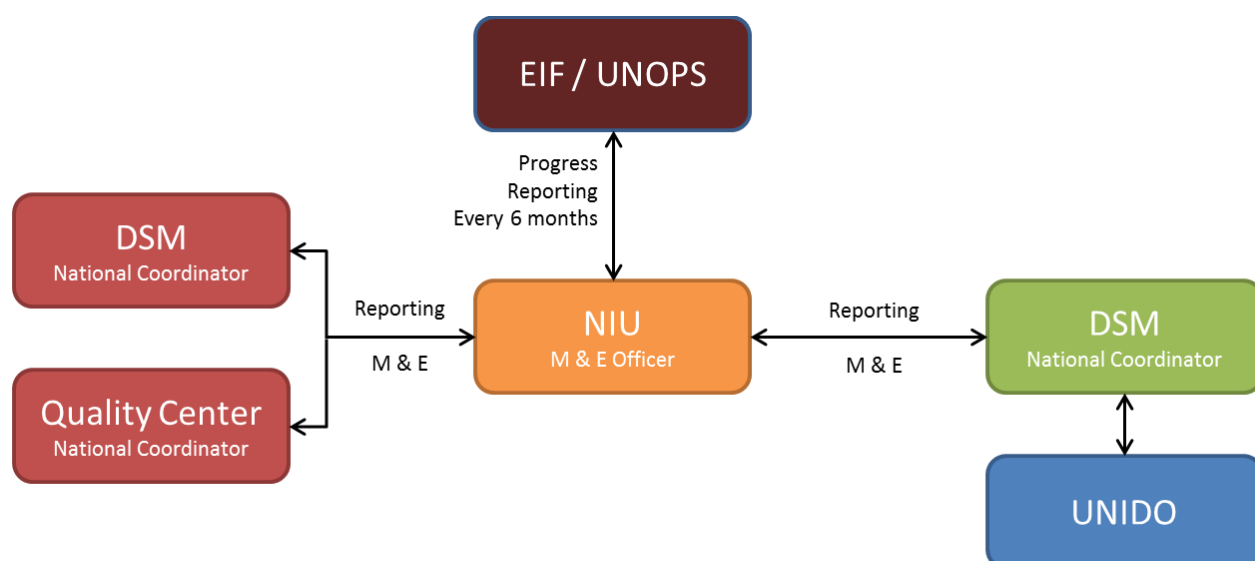 EIF / UNOPS
Progress
Reporting
Every 6 months
DSM
National Coordinator
Quality Center
National Coordinator
Reporting
M & E
NIU
M & E Officer
Reporting
M & E
DSM
National Coordinator
UNIDO